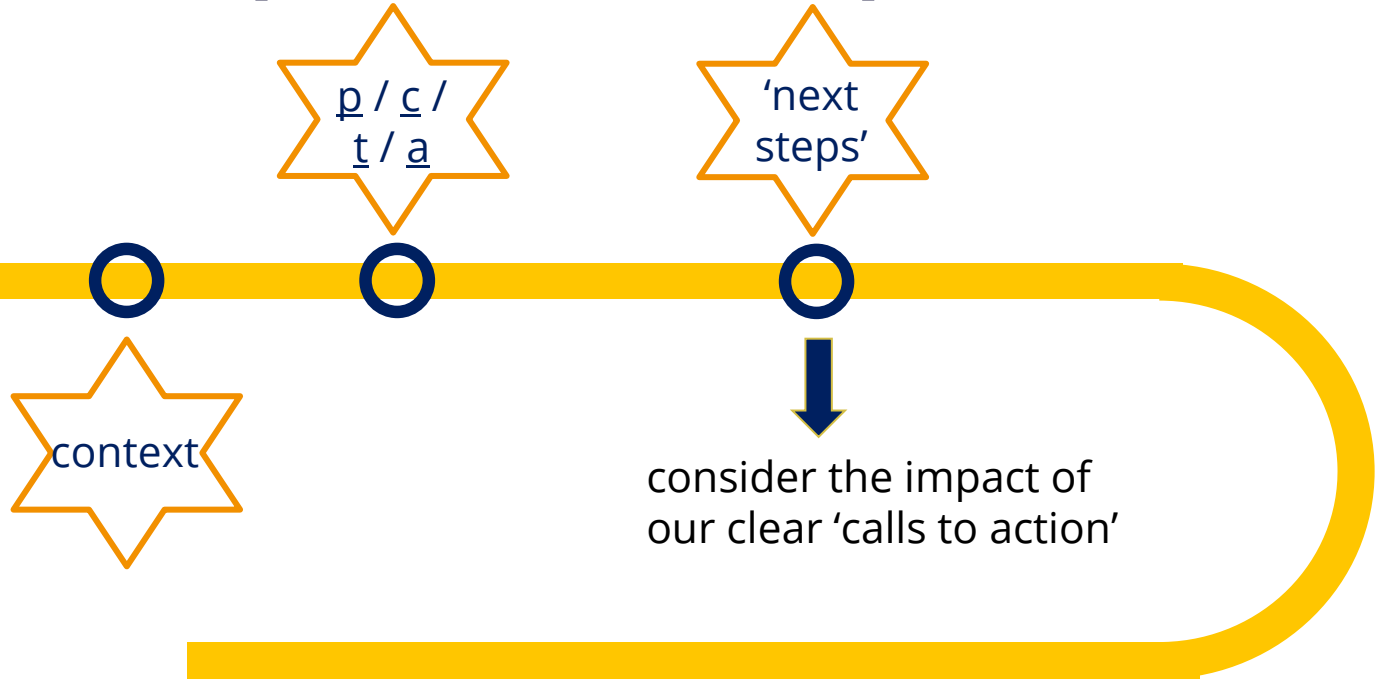 p / c /
t / a
‘next
steps’
context
consider the impact of
our clear ‘calls to action’